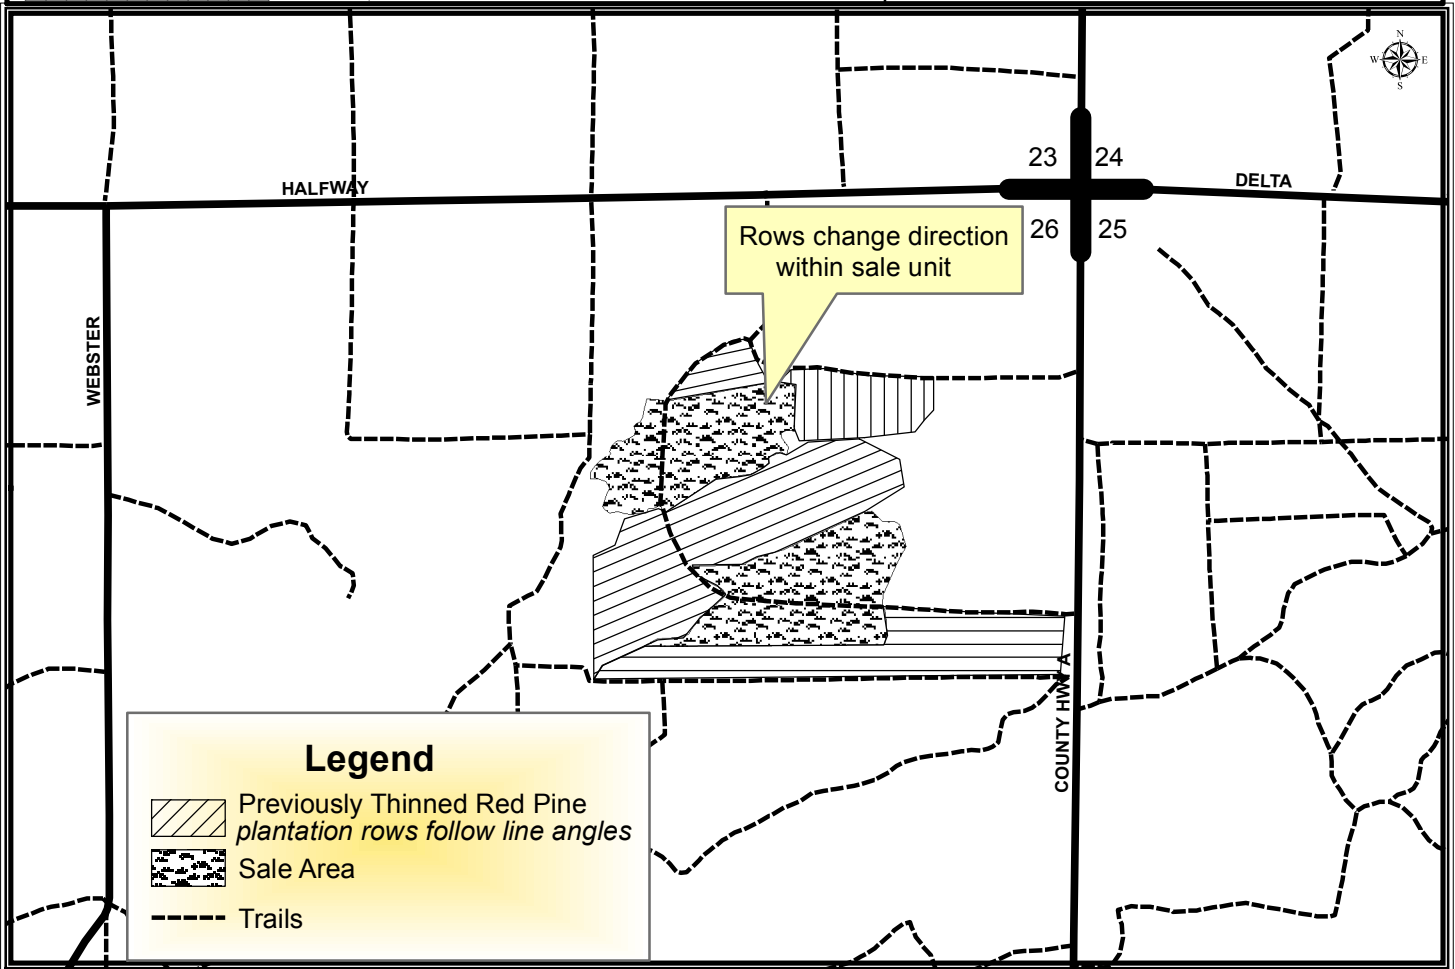 N
W E
S
23 24
HALFWAY
DELTA
26 25
Rows change direction
within sale unit
WEBSTER
COUNTY HWY A
Legend
Previously Thinned Red Pine
plantation rows follow line angles
Sale Area
Trails